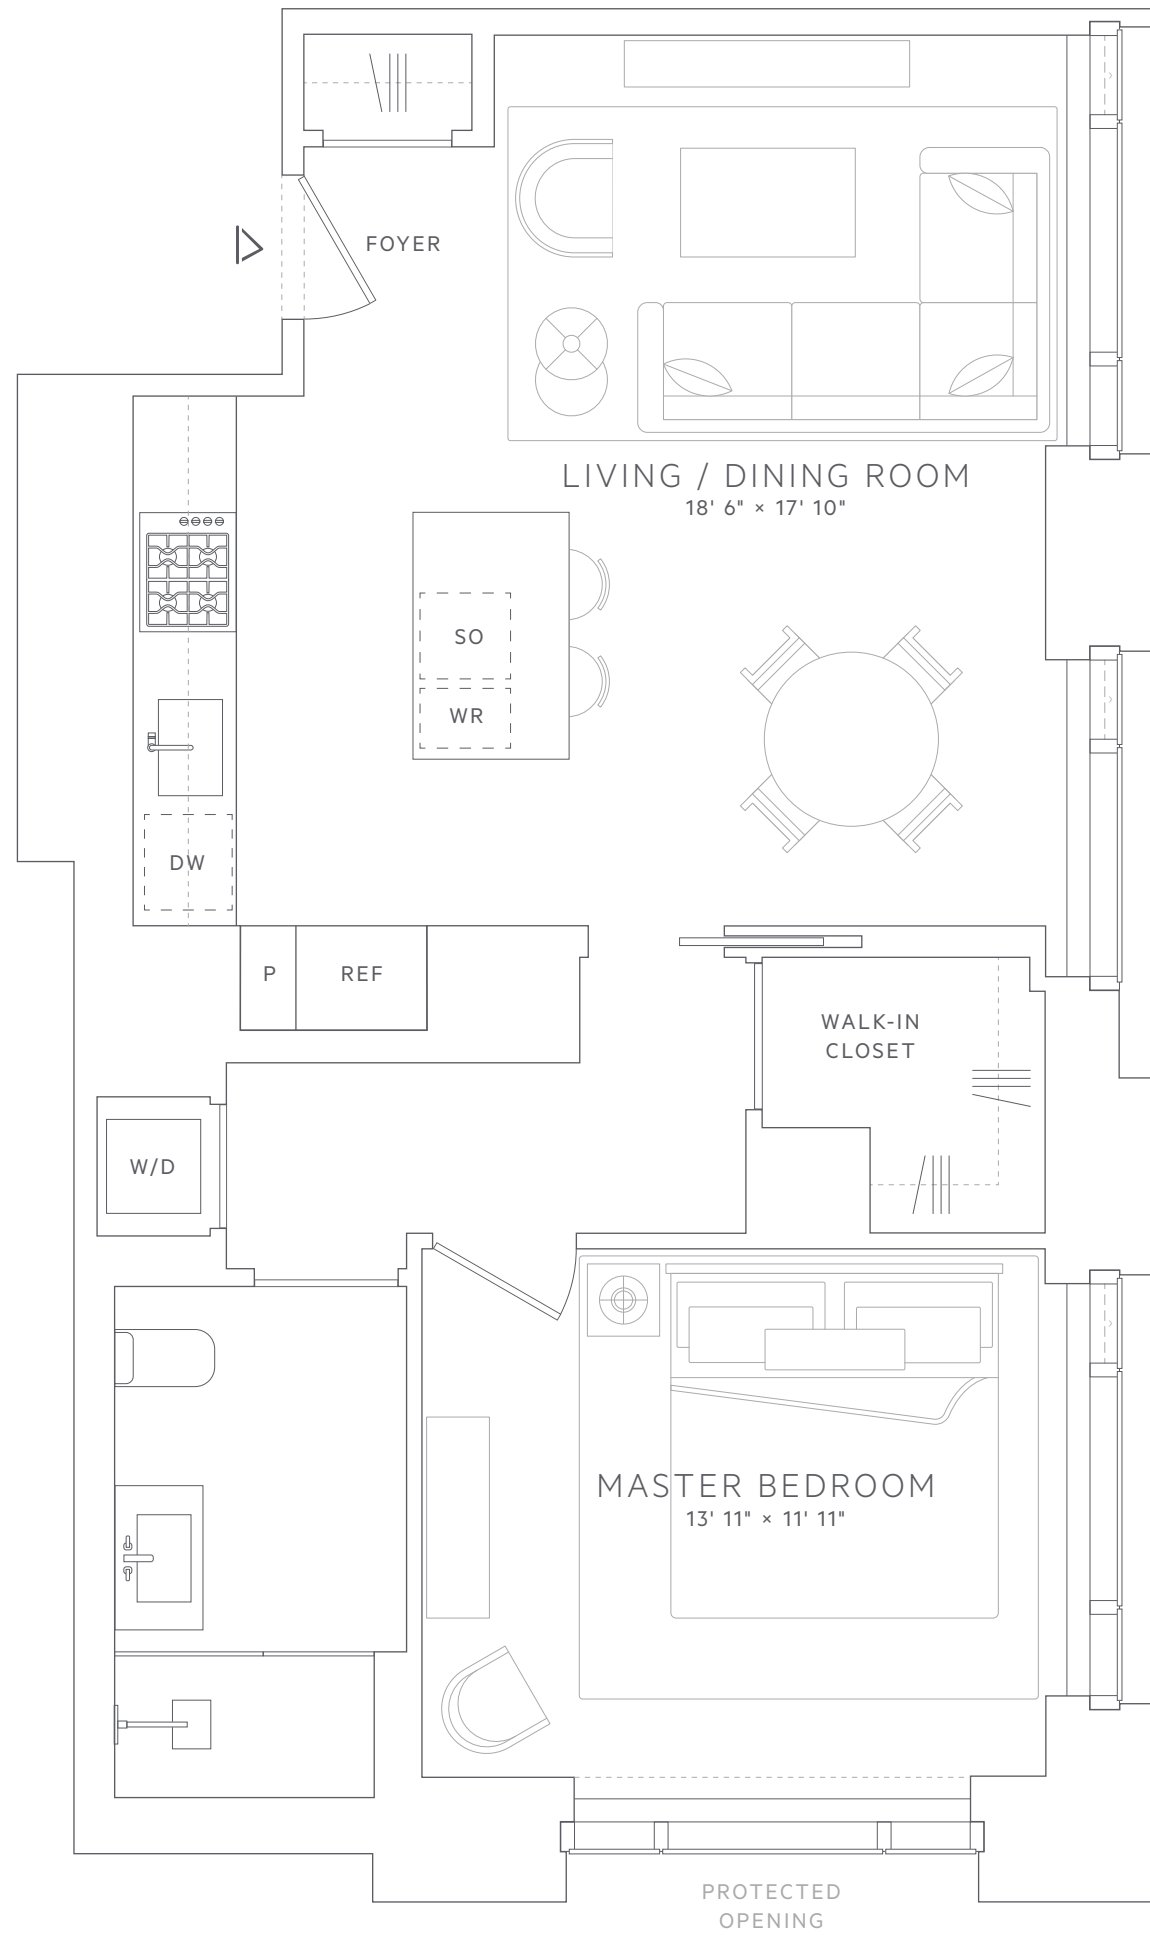 FOYER
LIVING / DINING ROOM
18' 6" × 17' 10"
SO
WR
DW
P
REF
WALK-IN
CLOSET
W/D
MASTER BEDROOM
13' 11" × 11' 11"
PROTECTED
OPENING